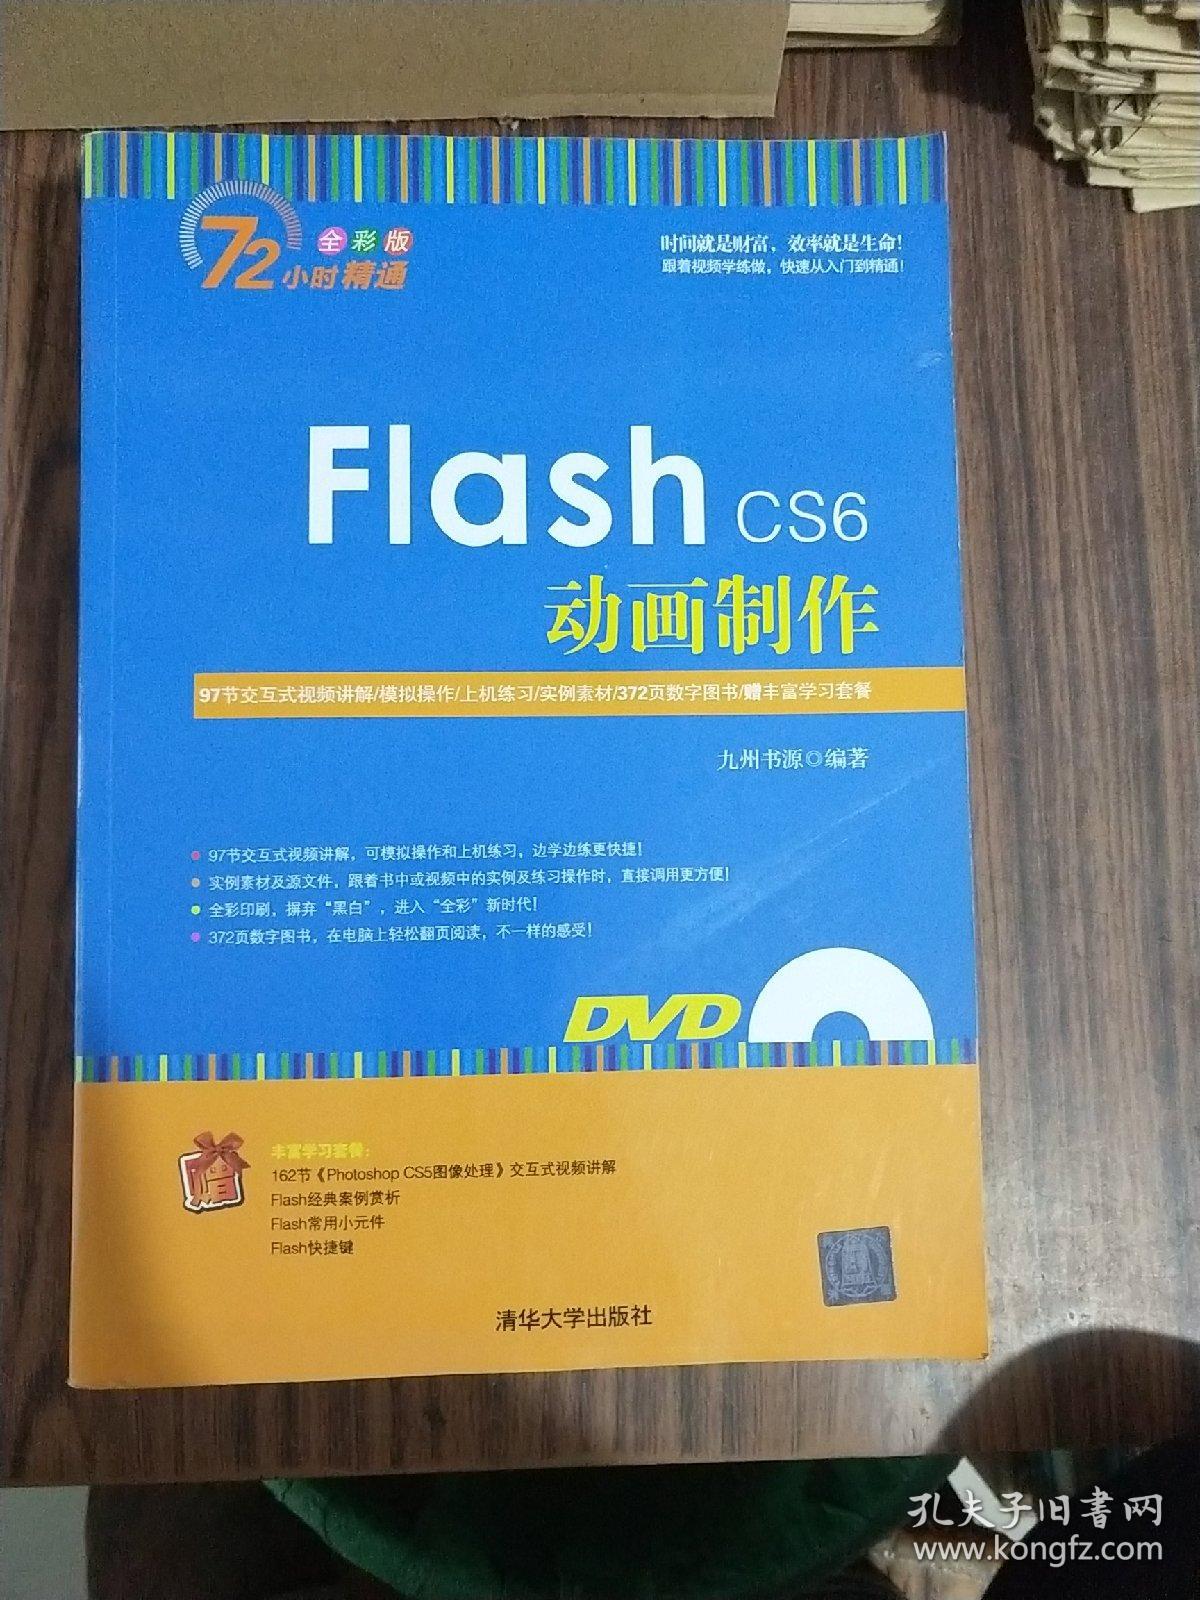 72小时精通
全彩版
时间就是财富，效率就是生命！
跟着视频学练做，快速从入门到精通！
Flash CS6
动画制作
97节交互式视频讲解/模拟操作/上机练习/实例素材/372页数字图书/赠丰富学习套餐
九州书源◎编著
97节交互式视频讲解，可模拟操作和上机练习，边学边练更快捷！
实例素材及源文件，跟着书中或视频中的实例及练习操作时，直接调用更方便！
全彩印刷，摒弃“黑白”，进入“全彩”新时代！
372页数字图书，在电脑上轻松翻页阅读，不一样的感受！
DVD
赠
丰富学习套餐：
162节《Photoshop CS5图像处理》交互式视频讲解
Flash经典案例赏析
Flash常用小元件
Flash快捷键
清华大学出版社
孔夫子旧書网
www.kongfz.com